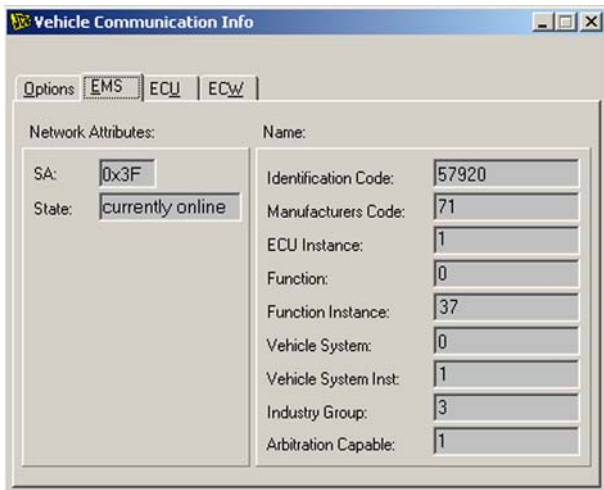 Vehicle Communication Info
Options EMS ECU ECW
Network Attributes:
SA: 0x3F
State: currently online
Name:
Identification Code: 57920
Manufacturers Code: 71
ECU Instance: 1
Function: 0
Function Instance: 37
Vehicle System: 0
Vehicle System Inst: 1
Industry Group: 3
Arbitration Capable: 1